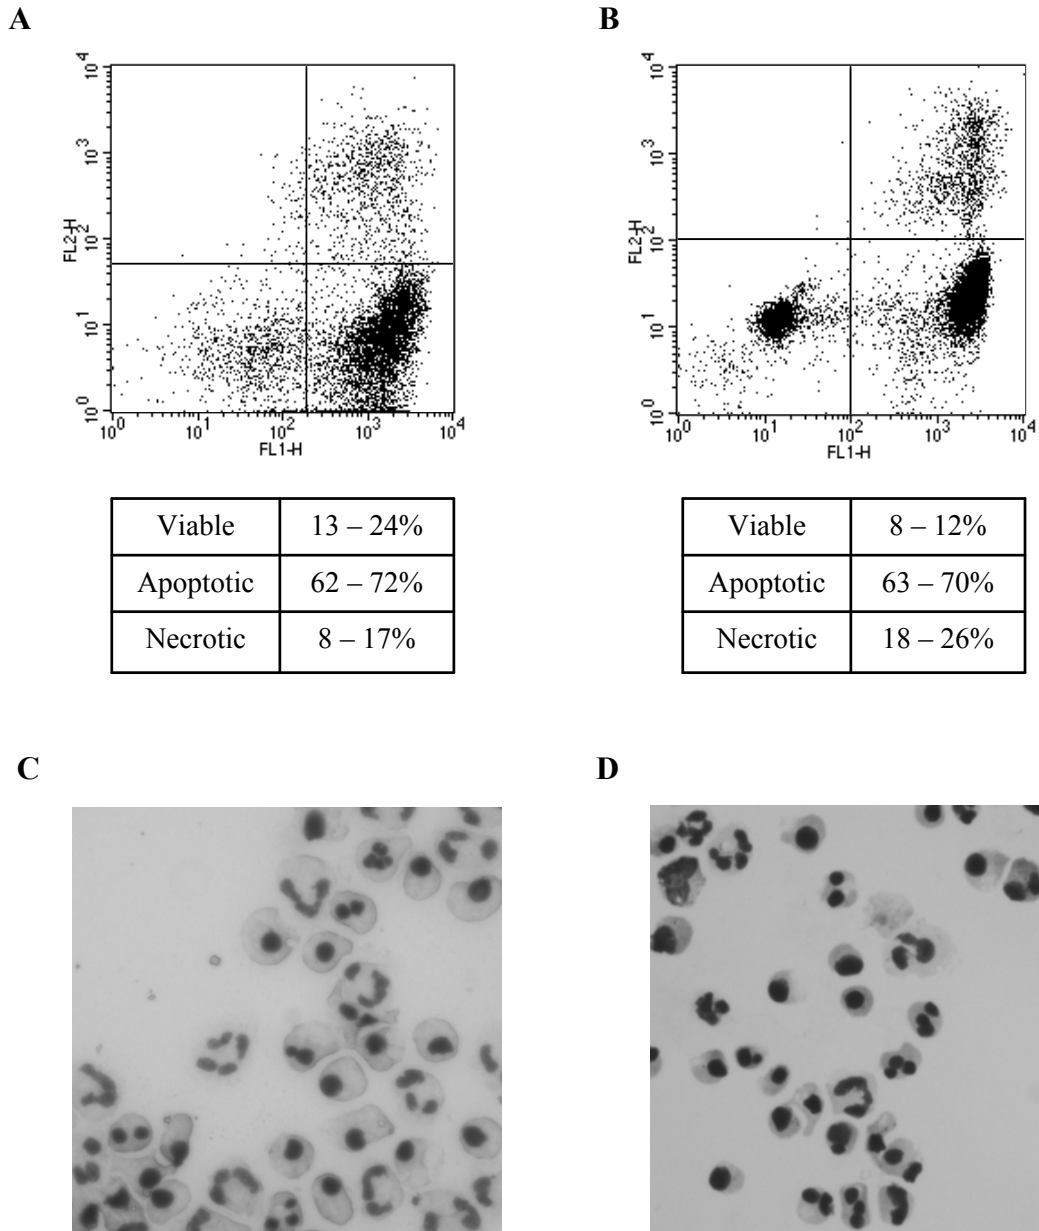 A
B
10^4
10^3
10^2
10^1
10^0
FL2-H
10^0 10^1 10^2 10^3 10^4
FL1-H
10^4
10^3
10^2
10^1
10^0
FL2-H
10^0 10^1 10^2 10^3 10^4
FL1-H
Viable 13 – 24%
Apoptotic 62 – 72%
Necrotic 8 – 17%
Viable 8 – 12%
Apoptotic 63 – 70%
Necrotic 18 – 26%
C
D